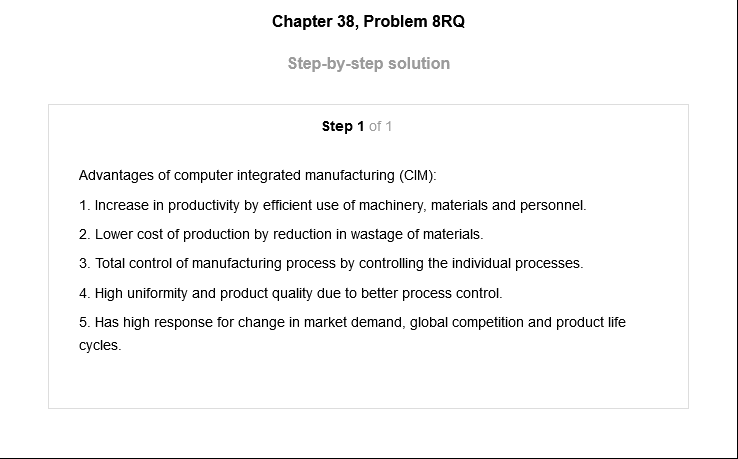 Chapter 38, Problem 8RQ
Step-by-step solution
Step 1 of 1
Advantages of computer integrated manufacturing (CIM):
1. Increase in productivity by efficient use of machinery, materials and personnel.
2. Lower cost of production by reduction in wastage of materials.
3. Total control of manufacturing process by controlling the individual processes.
4. High uniformity and product quality due to better process control.
5. Has high response for change in market demand, global competition and product life
cycles.